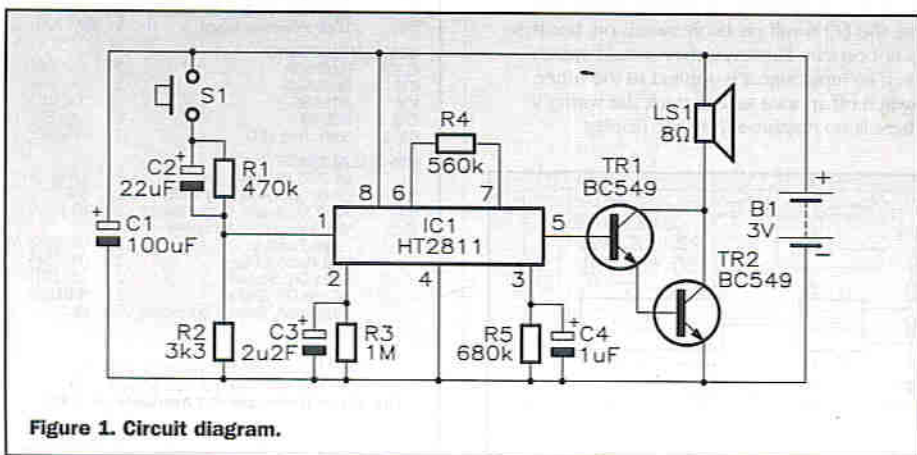 S1
C2
22uF
R1
470k
C1
100uF
R2
3k3
C3
2u2F
R3
1M
R4
560k
8 6 7
1
IC1
HT2811
5
2 4 3
R5
680k
C4
1uF
TR1
BC549
TR2
BC549
LS1
8Ω
B1
3V
Figure 1. Circuit diagram.